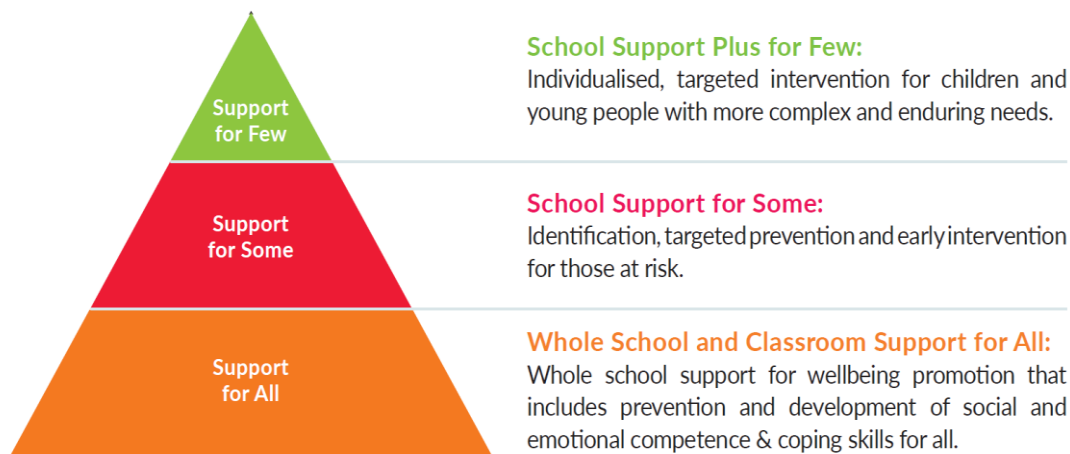 Support
for Few
School Support Plus for Few:
Individualised, targeted intervention for children and
young people with more complex and enduring needs.
Support
for Some
School Support for Some:
Identification, targeted prevention and early intervention
for those at risk.
Support
for All
Whole School and Classroom Support for All:
Whole school support for wellbeing promotion that
includes prevention and development of social and
emotional competence & coping skills for all.